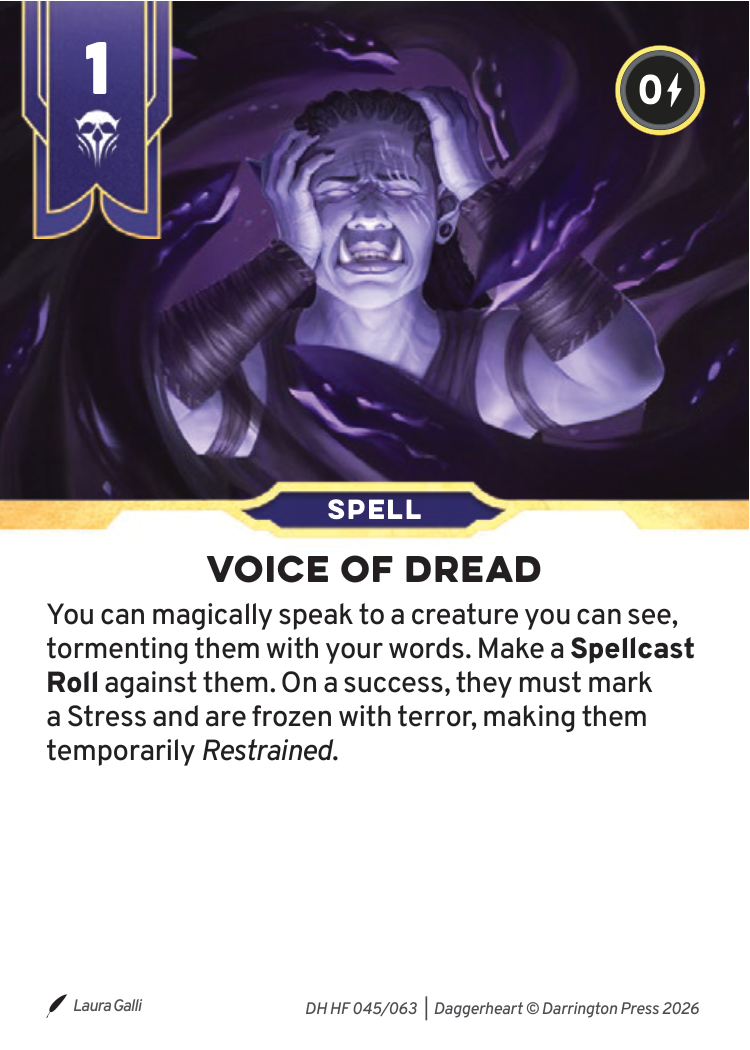 1
0
SPELL
VOICE OF DREAD
You can magically speak to a creature you can see,
tormenting them with your words. Make a Spellcast
Roll against them. On a success, they must mark
a Stress and are frozen with terror, making them
temporarily Restrained.
Laura Galli
DH HF 045/063 | Daggerheart © Darrington Press 2026